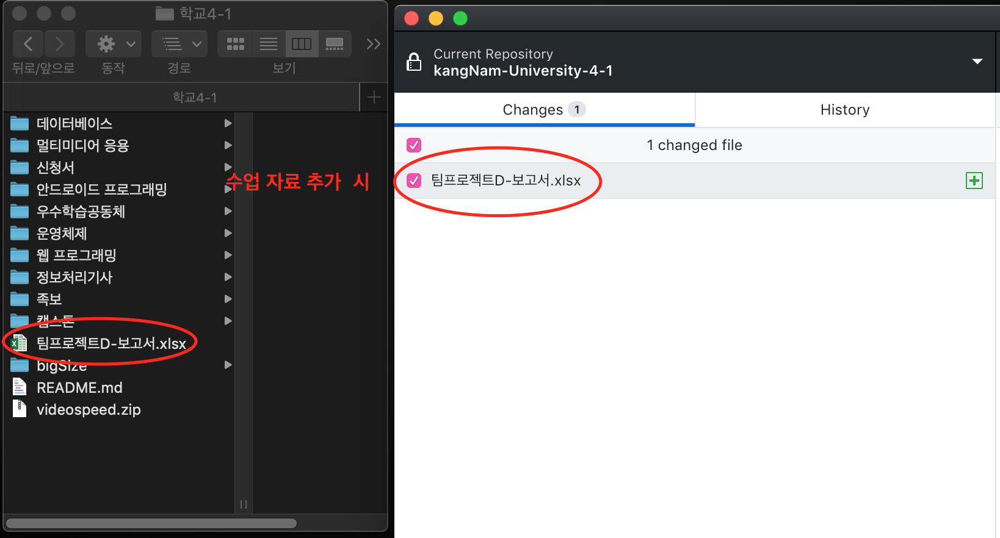 학교4-1
뒤로/앞으로
동작
경로
보기
학교4-1
데이터베이스
멀티미디어 응용
신청서
안드로이드 프로그래밍
우수학습공동체
운영체제
웹 프로그래밍
정보처리기사
족보
캡스톤
팀프로젝트D-보고서.xlsx
bigSize
README.md
videospeed.zip
수업 자료 추가 시
Current Repository
kangNam-University-4-1
Changes 1
History
1 changed file
팀프로젝트D-보고서.xlsx